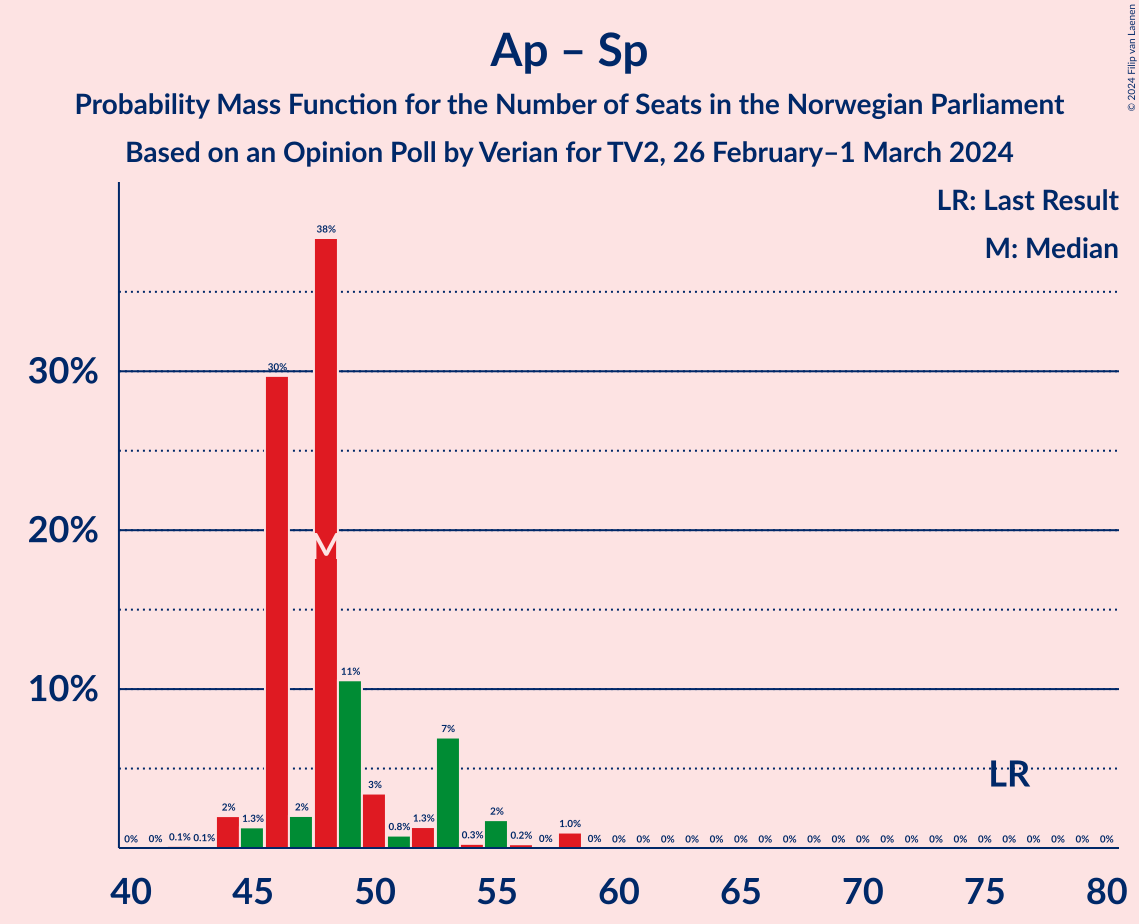 Ap – Sp
Probability Mass Function for the Number of Seats in the Norwegian Parliament
Based on an Opinion Poll by Verian for TV2, 26 February–1 March 2024
© 2024 Filip van Laenen
LR: Last Result
M: Median
30%
20%
10%
0% 0% 0.1% 0.1% 2% 1.3% 30% 2% 38% 11% 3% 0.8% 1.3% 7% 0.3% 2% 0.2% 0% 1.0% 0% 0% 0% 0% 0% 0% 0% 0% 0% 0% 0% 0% 0% 0% 0% 0% 0% 0% 0% 0% 0% 0%
M
LR
40 45 50 55 60 65 70 75 80